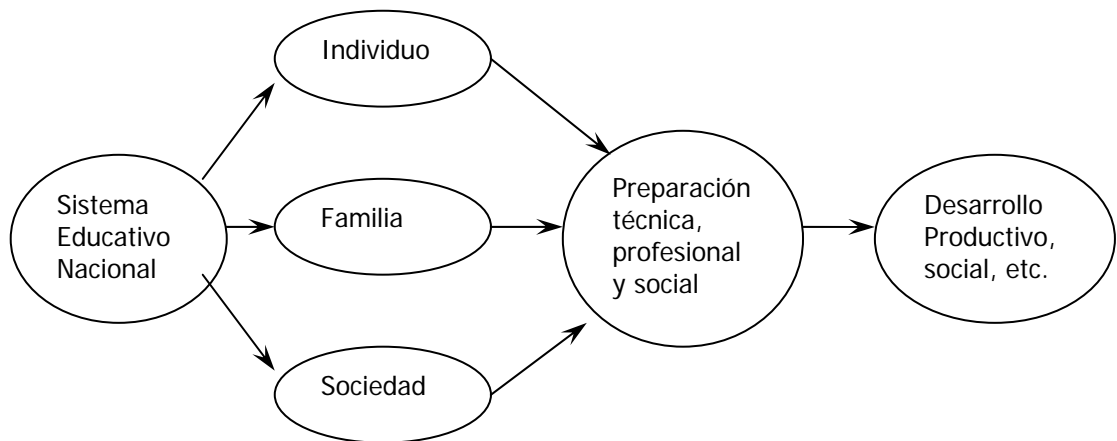 Individuo
Sistema
Educativo
Nacional
Familia
Sociedad
Preparación
técnica,
profesional
y social
Desarrollo
Productivo,
social, etc.